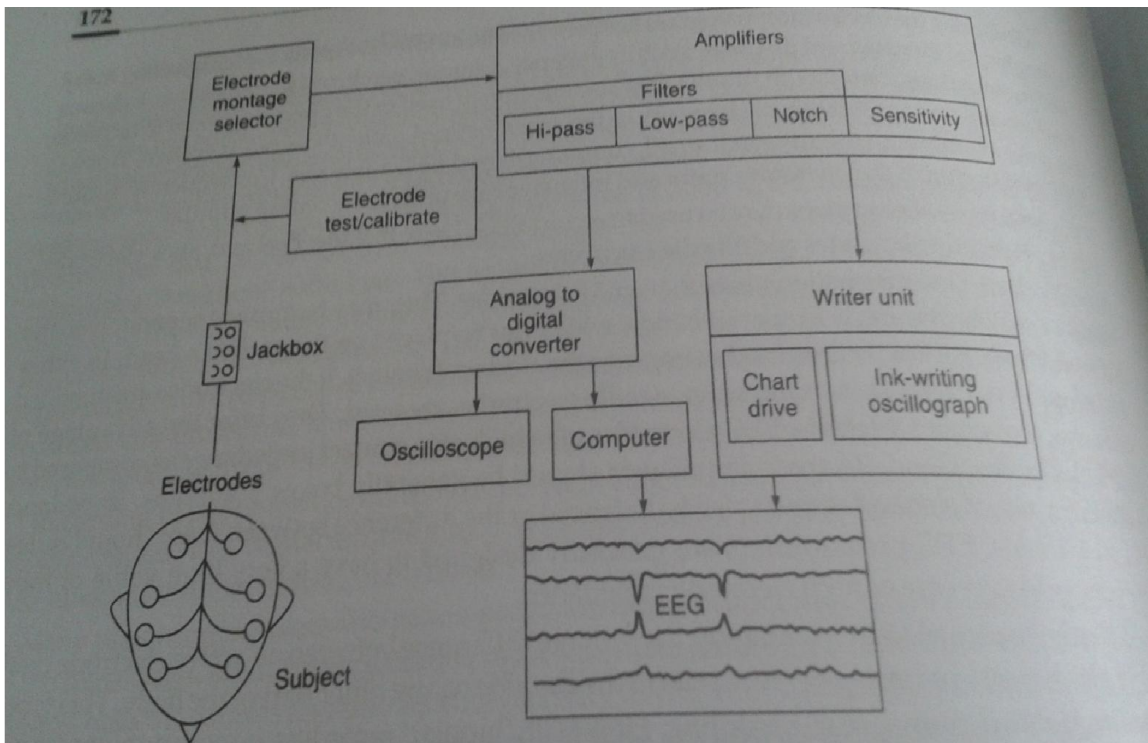 172
Electrode
montage
selector
Amplifiers
Filters
Hi-pass
Low-pass
Notch
Sensitivity
Electrode
test/calibrate
Jackbox
Analog to
digital
converter
Writer unit
Chart
drive
Ink-writing
oscillograph
Oscilloscope
Computer
Electrodes
EEG
Subject